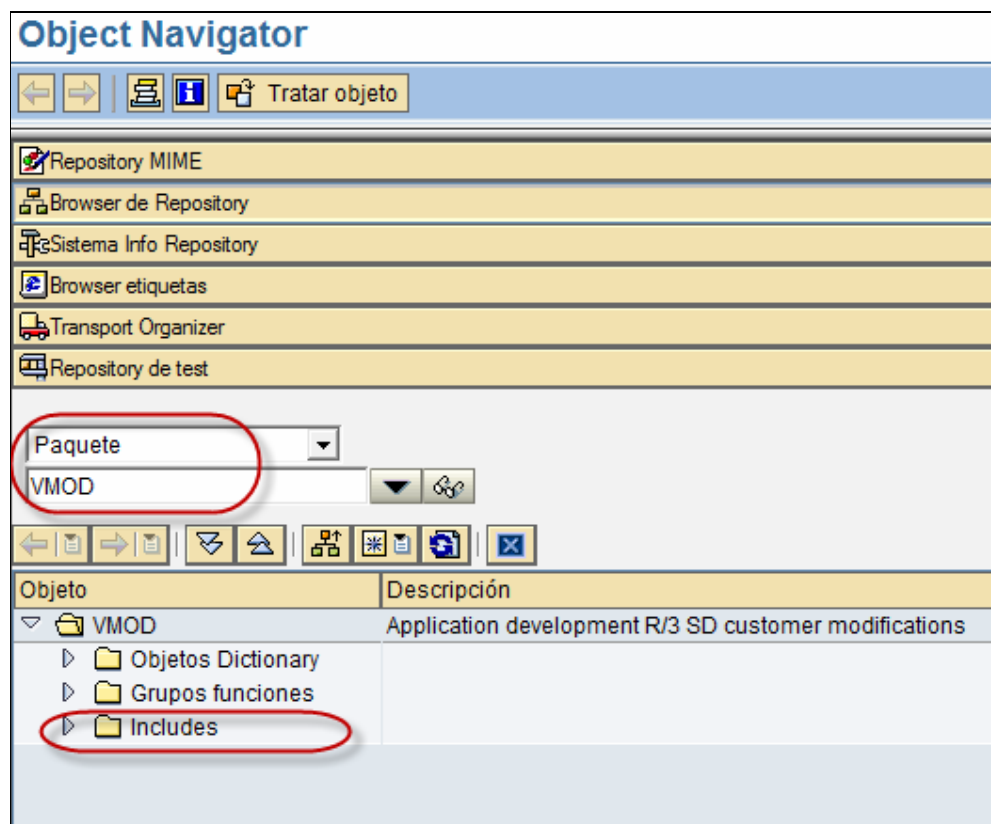 Object Navigator
Tratar objeto
Repository MIME
Browser de Repository
Sistema Info Repository
Browser etiquetas
Transport Organizer
Repository de test
Paquete
VMOD
Objeto Descripción
VMOD Application development R/3 SD customer modifications
Objetos Dictionary
Grupos funciones
Includes